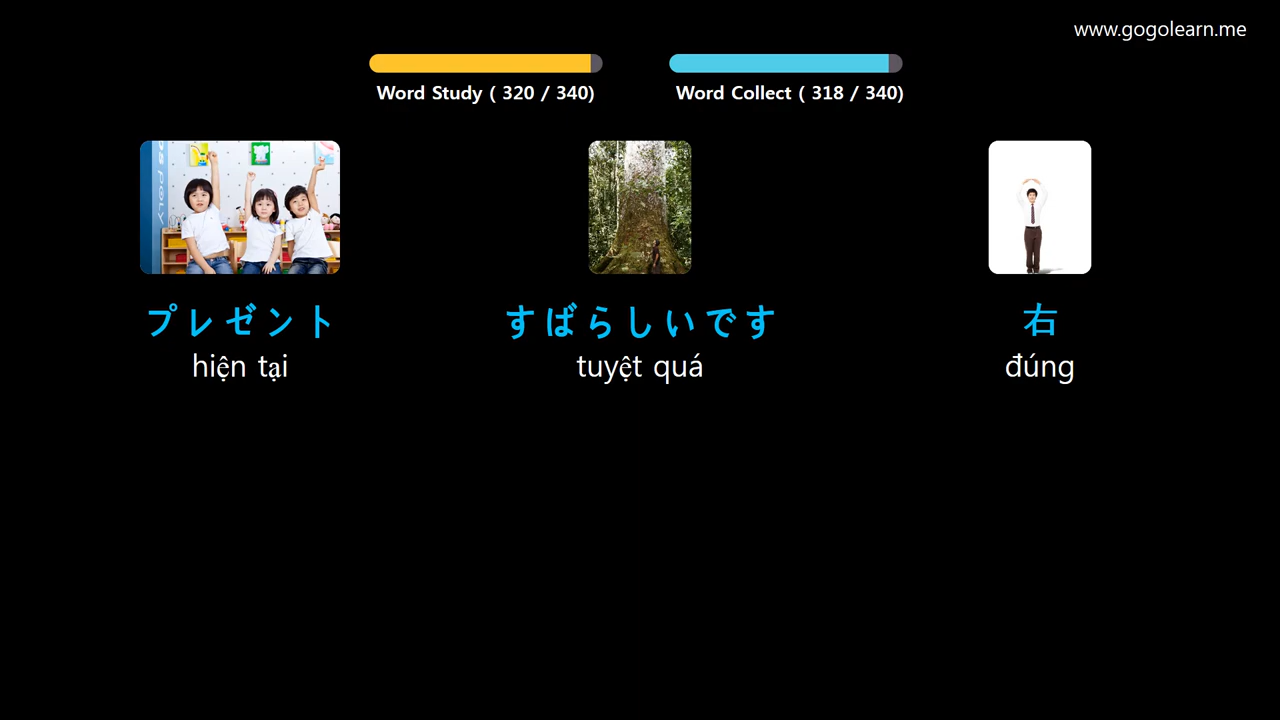 www.gogolearn.me
Word Study ( 320 / 340)
Word Collect ( 318 / 340)
プレゼント
すばらしいです
右
hiện tại
tuyệt quá
đúng